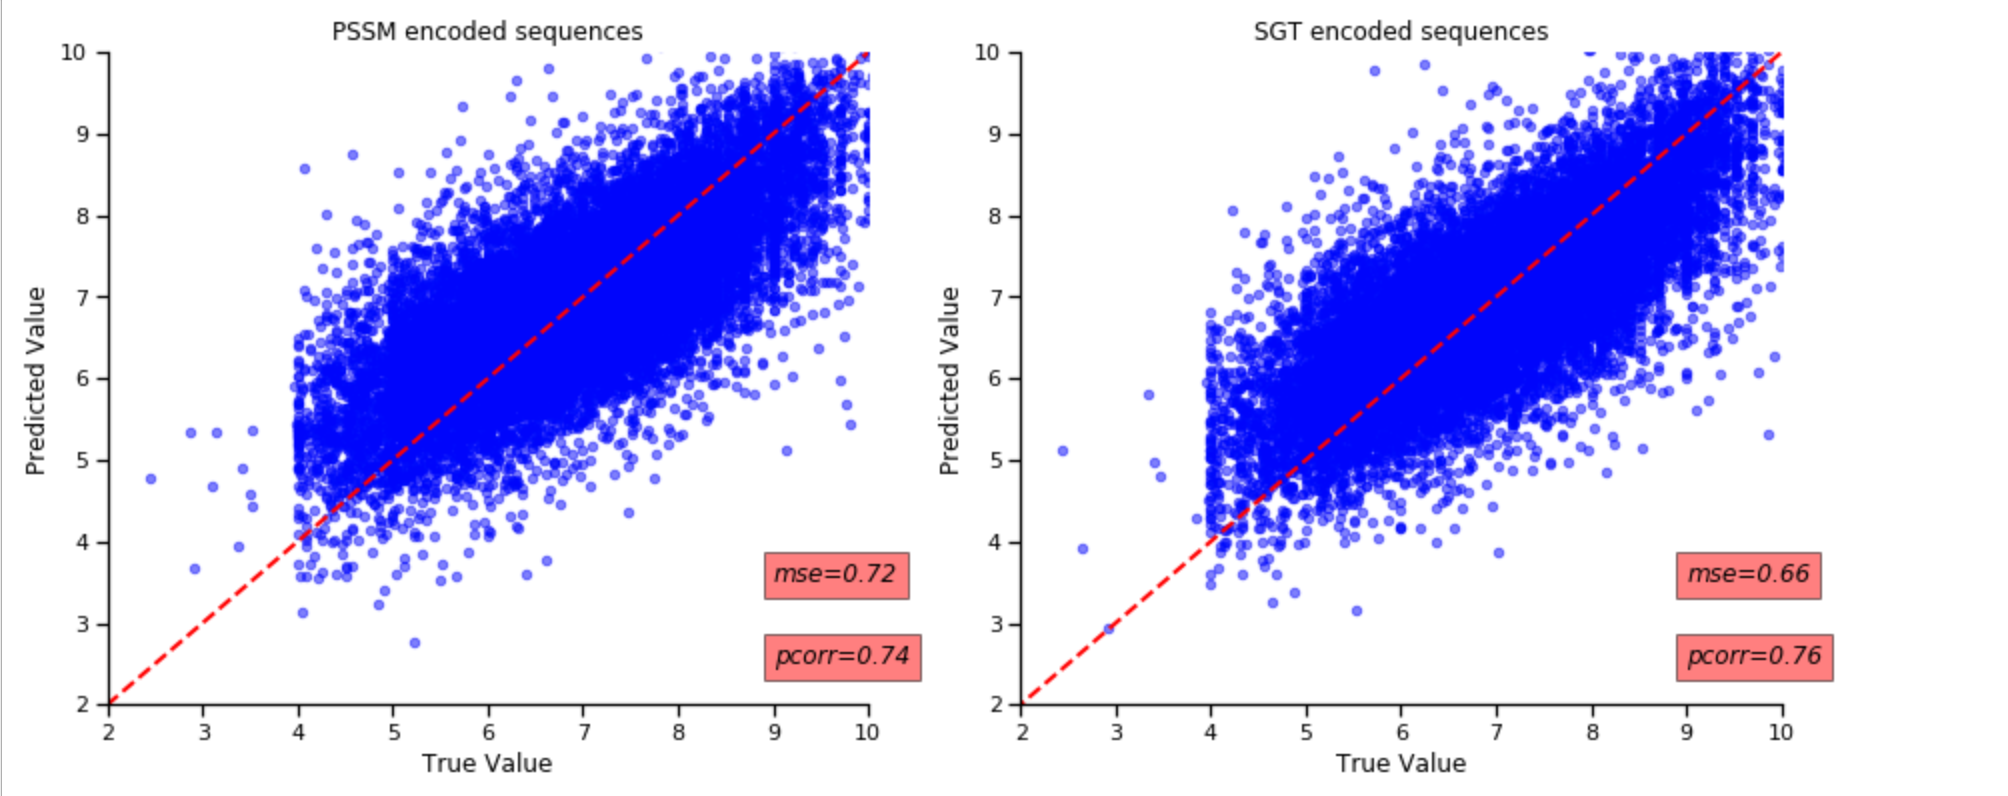 PSSM encoded sequences
10
9
8
7
6
5
4
3
2
Predicted Value
mse=0.72
pcorr=0.74
2 3 4 5 6 7 8 9 10
True Value
SGT encoded sequences
10
9
8
7
6
5
4
3
2
Predicted Value
mse=0.66
pcorr=0.76
2 3 4 5 6 7 8 9 10
True Value